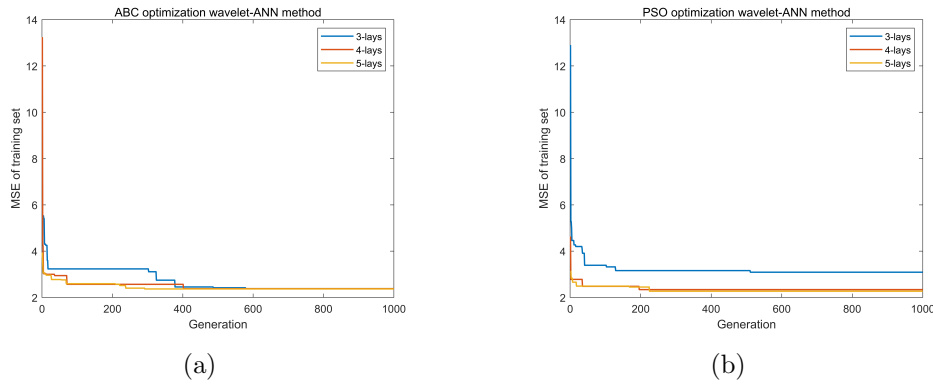 ABC optimization wavelet-ANN method
14
12
10
8
6
4
2
MSE of training set
3-lays
4-lays
5-lays
0
200
400
600
800
1000
Generation
(a)
PSO optimization wavelet-ANN method
14
12
10
8
6
4
2
MSE of training set
3-lays
4-lays
5-lays
0
200
400
600
800
1000
Generation
(b)